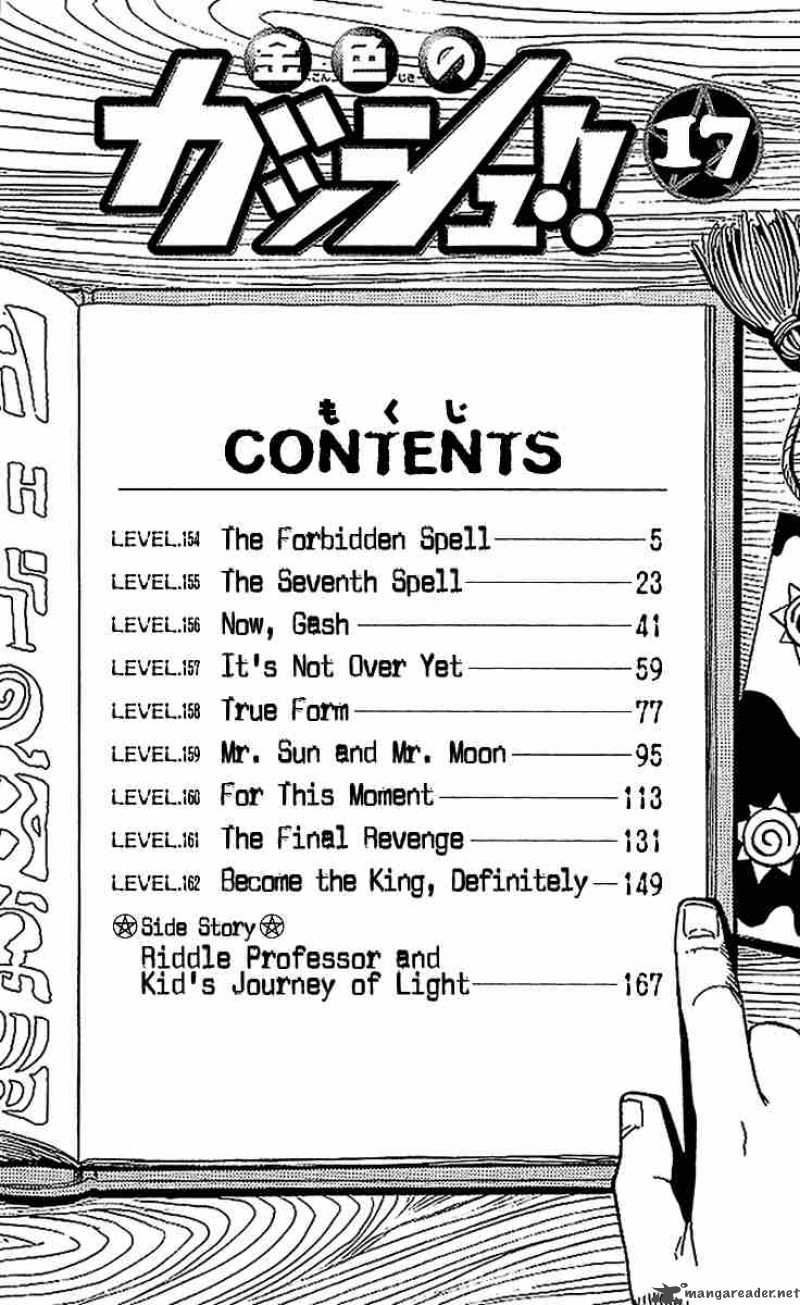 金色の
こんじき
ガッシュ!!
17
もくじ
CONTENTS
LEVEL.154 The Forbidden Spell 5
LEVEL.155 The Seventh Spell 23
LEVEL.156 Now, Gash 41
LEVEL.157 It's Not Over Yet 59
LEVEL.158 True Form 77
LEVEL.159 Mr. Sun and Mr. Moon 95
LEVEL.160 For This Moment 113
LEVEL.161 The Final Revenge 131
LEVEL.162 Become the King, Definitely 149
Side Story
Riddle Professor and
Kid's Journey of Light 167
mangareader.net